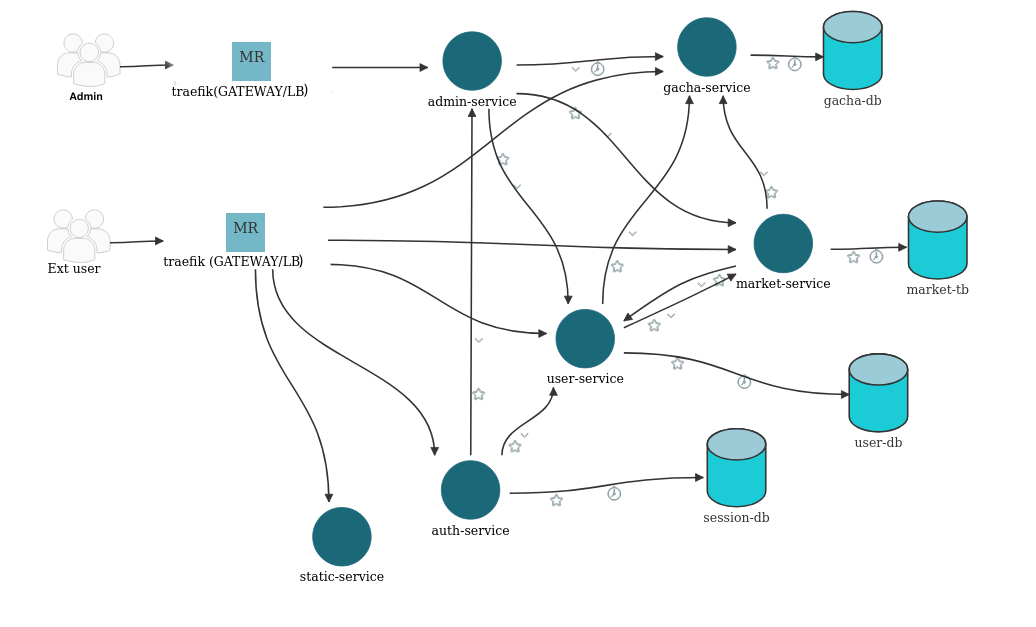 MR
traefik(GATEWAY/LB)
Admin
admin-service
gacha-service
gacha-db
MR
traefik (GATEWAY/LB)
Ext user
market-service
market-tb
user-service
user-db
auth-service
session-db
static-service